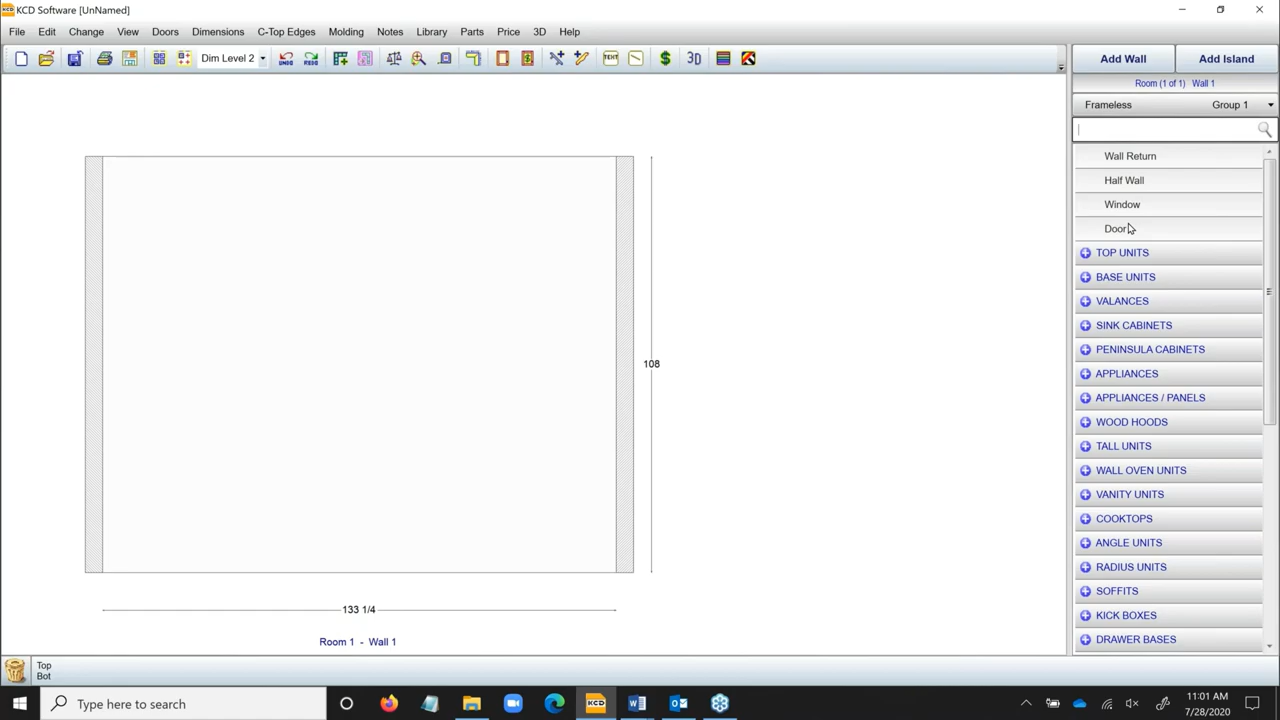 KCD Software [UnNamed]
File Edit Change View Doors Dimensions C-Top Edges Molding Notes Library Parts Price 3D Help
Dim Level 2
UNDO
REDO
TEXT
$
3D
Add Wall
Add Island
Room (1 of 1) Wall 1
Frameless Group 1
Wall Return
Half Wall
Window
Door
TOP UNITS
BASE UNITS
VALANCES
SINK CABINETS
PENINSULA CABINETS
APPLIANCES
APPLIANCES / PANELS
WOOD HOODS
TALL UNITS
WALL OVEN UNITS
VANITY UNITS
COOKTOPS
ANGLE UNITS
RADIUS UNITS
SOFFITS
KICK BOXES
DRAWER BASES
108
133 1/4
Room 1 - Wall 1
Top
Bot
Type here to search
KCD
11:01 AM
7/28/2020